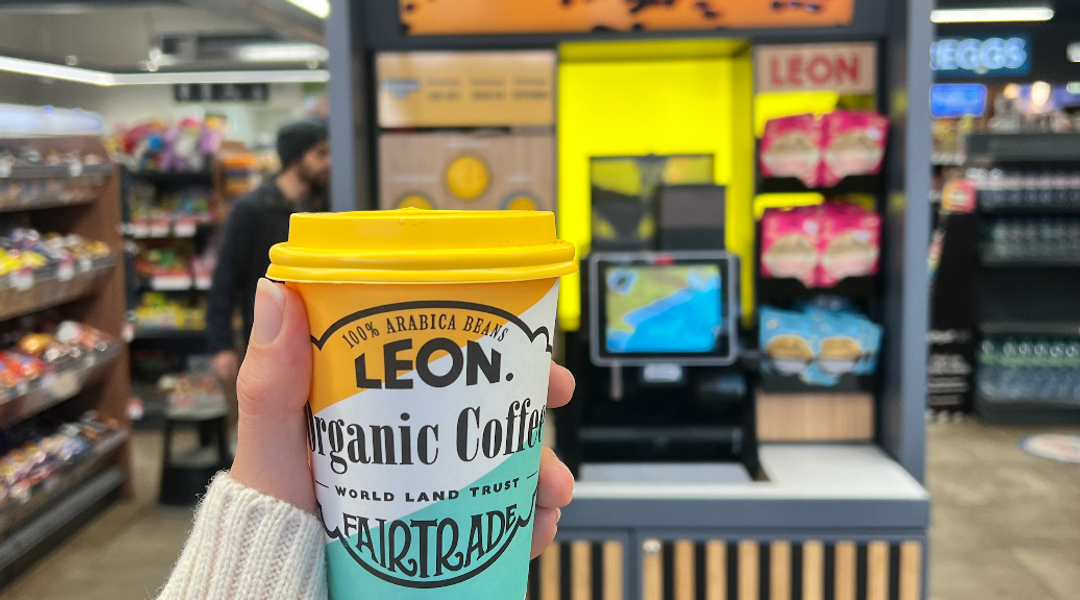 LEON
EGGS
100% ARABICA BEANS
LEON.
Organic Coffee
WORLD LAND TRUST
FAIRTRADE